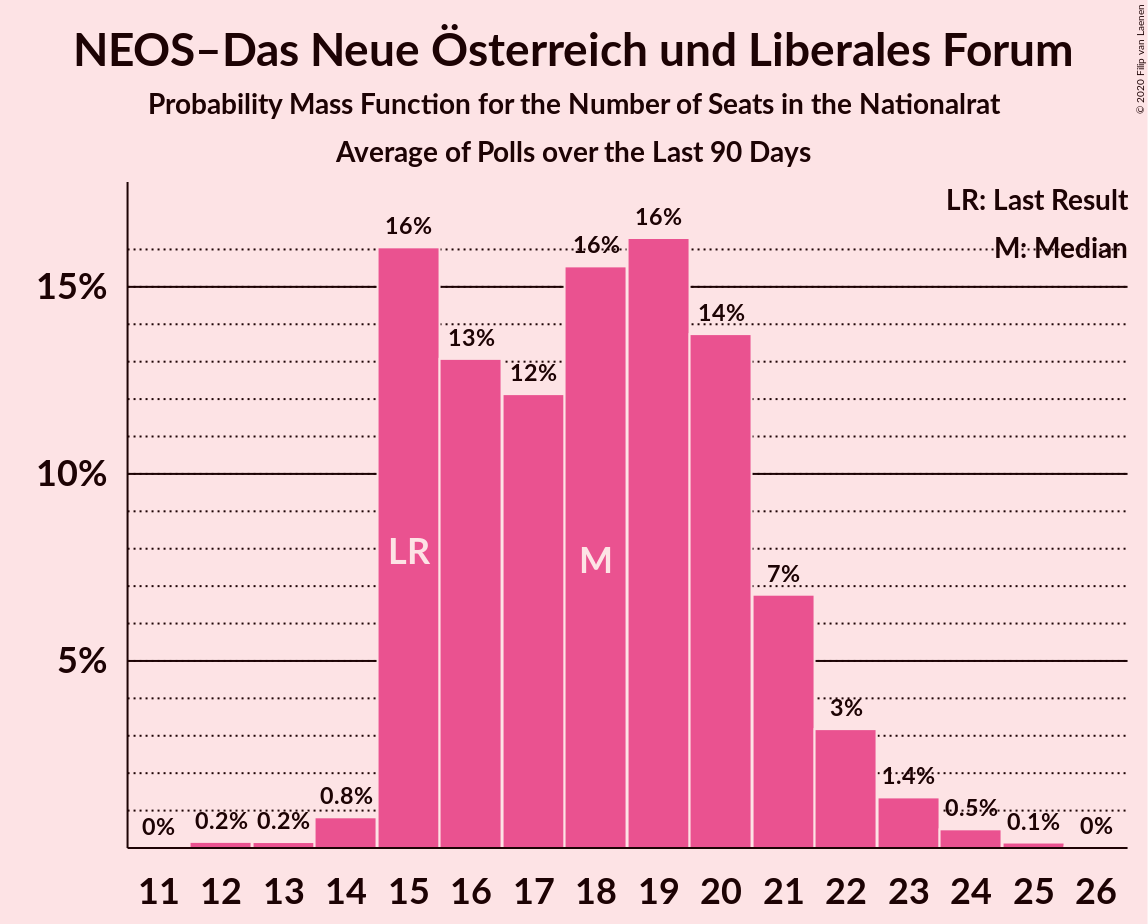 NEOS–Das Neue Österreich und Liberales Forum
Probability Mass Function for the Number of Seats in the Nationalrat
Average of Polls over the Last 90 Days
© 2020 Filip van Laenen
LR: Last Result
M: Median
15%
10%
5%
0%
0.2%
0.2%
0.8%
16%
13%
12%
16%
16%
14%
7%
3%
1.4%
0.5%
0.1%
0%
LR
M
11 12 13 14 15 16 17 18 19 20 21 22 23 24 25 26